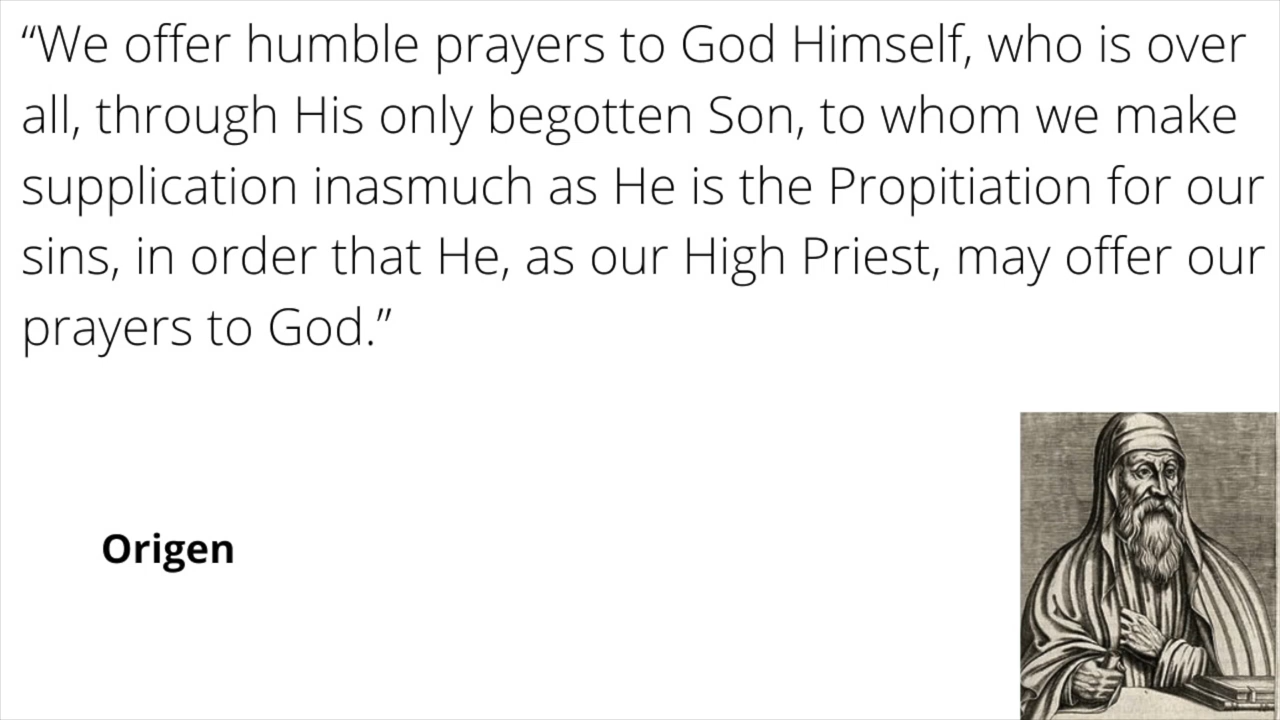 “We offer humble prayers to God Himself, who is over
all, through His only begotten Son, to whom we make
supplication inasmuch as He is the Propitiation for our
sins, in order that He, as our High Priest, may offer our
prayers to God.”
Origen